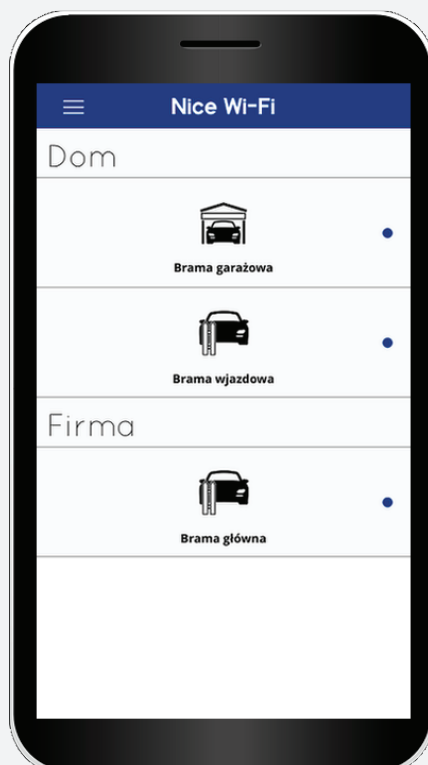 Nice Wi-Fi
Dom
Brama garażowa
Brama wjazdowa
Firma
Brama główna